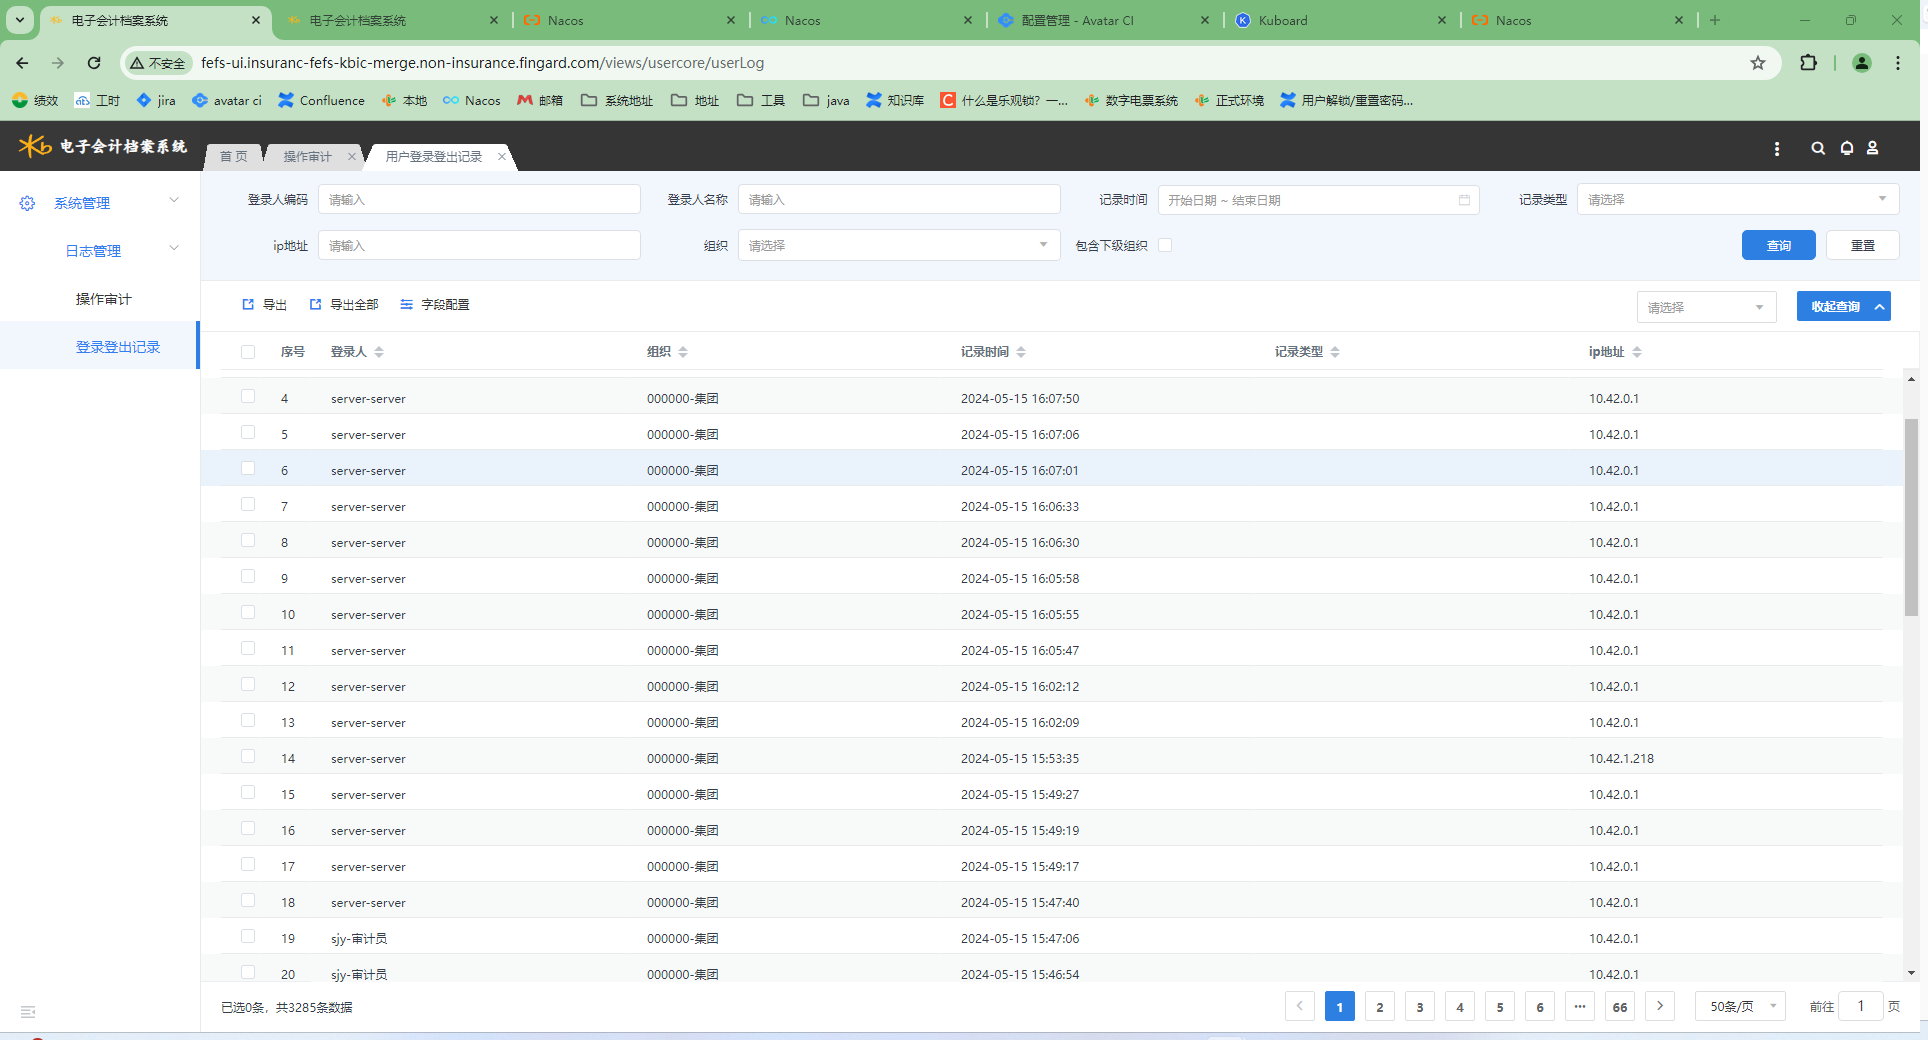 电子会计档案系统
电子会计档案系统
Nacos
Nacos
配置管理 - Avatar CI
Kuboard
Nacos
不安全
fefs-ui.insuranc-fefs-kbic-merge.non-insurance.fingard.com/views/usercore/userLog
绩效 工时 jira avatar ci Confluence 本地 Nacos 邮箱 系统地址 地址 工具 java 知识库 什么是乐观锁？一... 数字电票系统 正式环境 用户解锁/重置密码...
电子会计档案系统
首 页 操作审计 用户登录登出记录
系统管理
日志管理
操作审计
登录登出记录
登录人编码 请输入 登录人名称 请输入 记录时间 开始日期 ~ 结束日期 记录类型 请选择
ip地址 请输入 组织 请选择 包含下级组织 查询 重置
导出 导出全部 字段配置 请选择 收起查询
序号 登录人 组织 记录时间 记录类型 ip地址
4 server-server 000000-集团 2024-05-15 16:07:50 10.42.0.1
5 server-server 000000-集团 2024-05-15 16:07:06 10.42.0.1
6 server-server 000000-集团 2024-05-15 16:07:01 10.42.0.1
7 server-server 000000-集团 2024-05-15 16:06:33 10.42.0.1
8 server-server 000000-集团 2024-05-15 16:06:30 10.42.0.1
9 server-server 000000-集团 2024-05-15 16:05:58 10.42.0.1
10 server-server 000000-集团 2024-05-15 16:05:55 10.42.0.1
11 server-server 000000-集团 2024-05-15 16:05:47 10.42.0.1
12 server-server 000000-集团 2024-05-15 16:02:12 10.42.0.1
13 server-server 000000-集团 2024-05-15 16:02:09 10.42.0.1
14 server-server 000000-集团 2024-05-15 15:53:35 10.42.1.218
15 server-server 000000-集团 2024-05-15 15:49:27 10.42.0.1
16 server-server 000000-集团 2024-05-15 15:49:19 10.42.0.1
17 server-server 000000-集团 2024-05-15 15:49:17 10.42.0.1
18 server-server 000000-集团 2024-05-15 15:47:40 10.42.0.1
19 sjy-审计员 000000-集团 2024-05-15 15:47:06 10.42.0.1
20 sjy-审计员 000000-集团 2024-05-15 15:46:54 10.42.0.1
已选0条，共3285条数据 1 2 3 4 5 6 ··· 66 50条/页 前往 1 页